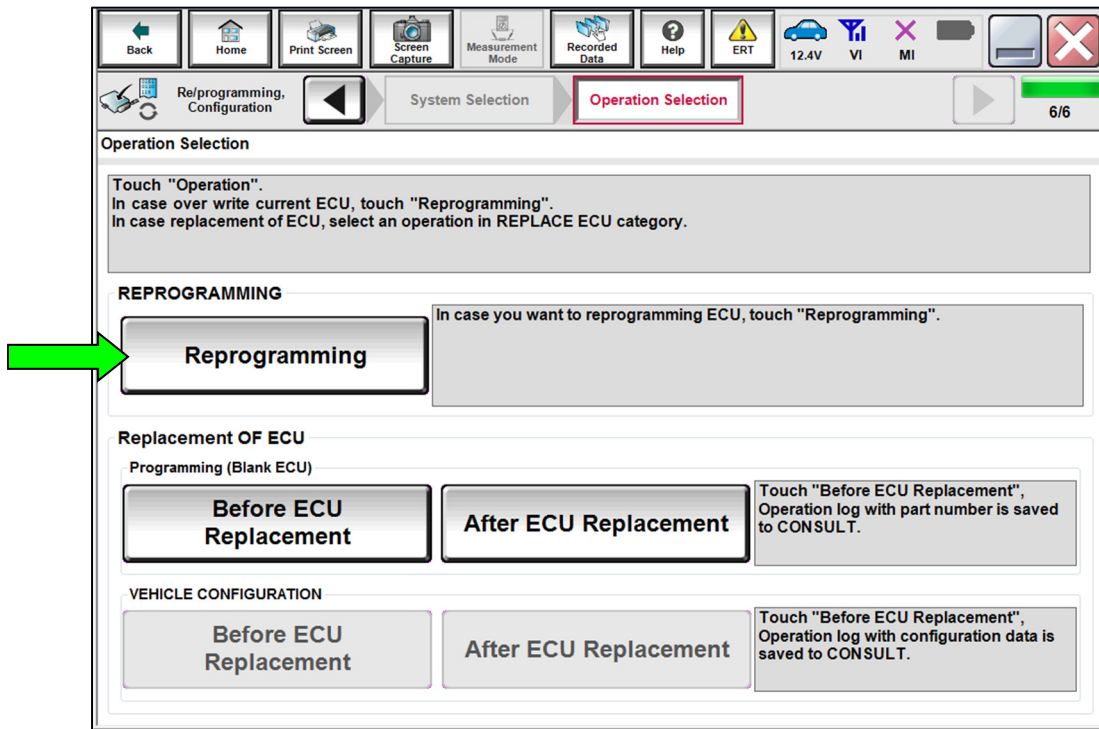 Back
Home
Print Screen
Screen
Capture
Measurement
Mode
Recorded
Data
Help
ERT
12.4V
VI
MI
Re/programming,
Configuration
System Selection
Operation Selection
6/6
Operation Selection
Touch "Operation".
In case over write current ECU, touch "Reprogramming".
In case replacement of ECU, select an operation in REPLACE ECU category.
REPROGRAMMING
Reprogramming
In case you want to reprogramming ECU, touch "Reprogramming".
Replacement OF ECU
Programming (Blank ECU)
Before ECU
Replacement
After ECU Replacement
Touch "Before ECU Replacement",
Operation log with part number is saved
to CONSULT.
VEHICLE CONFIGURATION
Before ECU
Replacement
After ECU Replacement
Touch "Before ECU Replacement",
Operation log with configuration data is
saved to CONSULT.